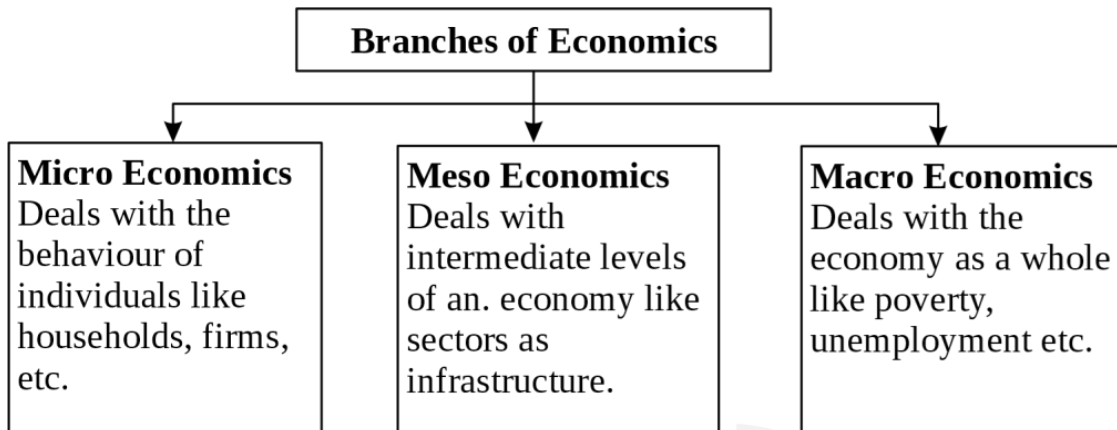 Branches of Economics
Micro Economics
Deals with the
behaviour of
individuals like
households, firms,
etc.
Meso Economics
Deals with
intermediate levels
of an. economy like
sectors as
infrastructure.
Macro Economics
Deals with the
economy as a whole
like poverty,
unemployment etc.